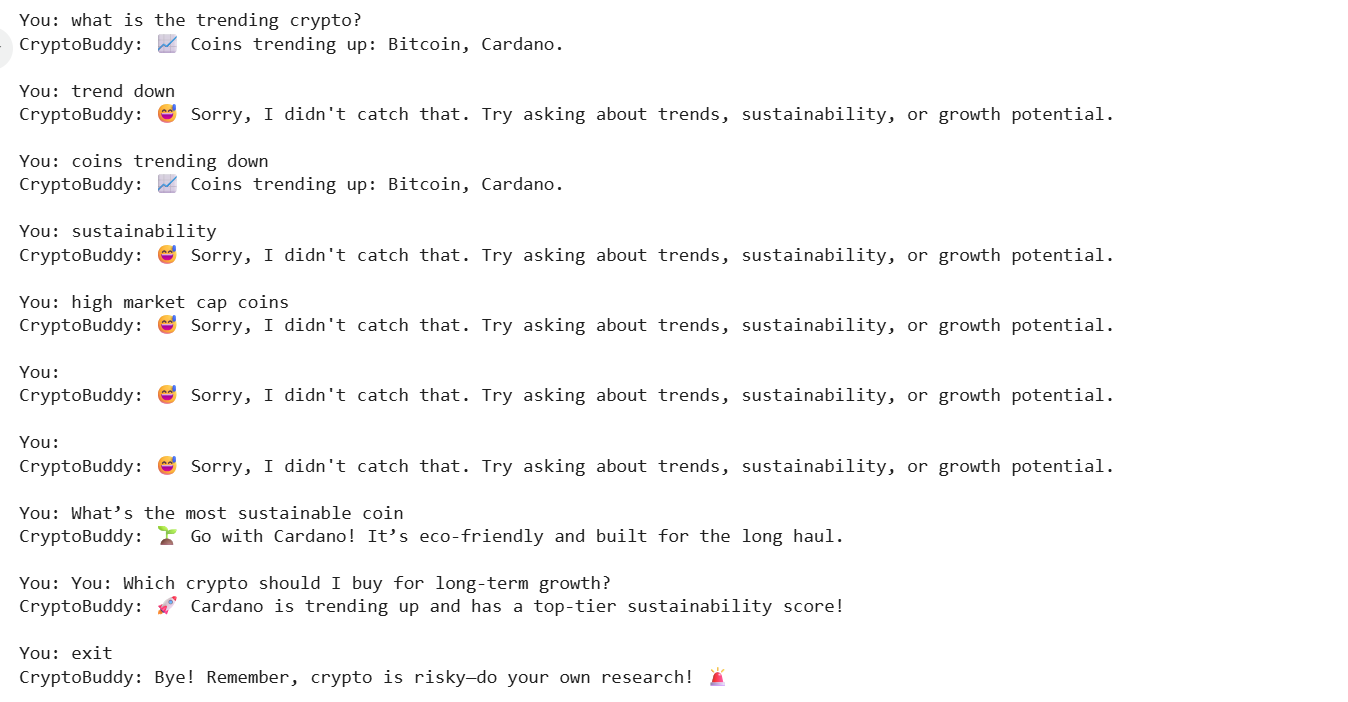 You: what is the trending crypto?
CryptoBuddy: 📈 Coins trending up: Bitcoin, Cardano.
You: trend down
CryptoBuddy: 😅 Sorry, I didn't catch that. Try asking about trends, sustainability, or growth potential.
You: coins trending down
CryptoBuddy: 📈 Coins trending up: Bitcoin, Cardano.
You: sustainability
CryptoBuddy: 😅 Sorry, I didn't catch that. Try asking about trends, sustainability, or growth potential.
You: high market cap coins
CryptoBuddy: 😅 Sorry, I didn't catch that. Try asking about trends, sustainability, or growth potential.
You:
CryptoBuddy: 😅 Sorry, I didn't catch that. Try asking about trends, sustainability, or growth potential.
You:
CryptoBuddy: 😅 Sorry, I didn't catch that. Try asking about trends, sustainability, or growth potential.
You: What’s the most sustainable coin
CryptoBuddy: 🌱 Go with Cardano! It’s eco-friendly and built for the long haul.
You: You: Which crypto should I buy for long-term growth?
CryptoBuddy: 🚀 Cardano is trending up and has a top-tier sustainability score!
You: exit
CryptoBuddy: Bye! Remember, crypto is risky—do your own research! 🚨